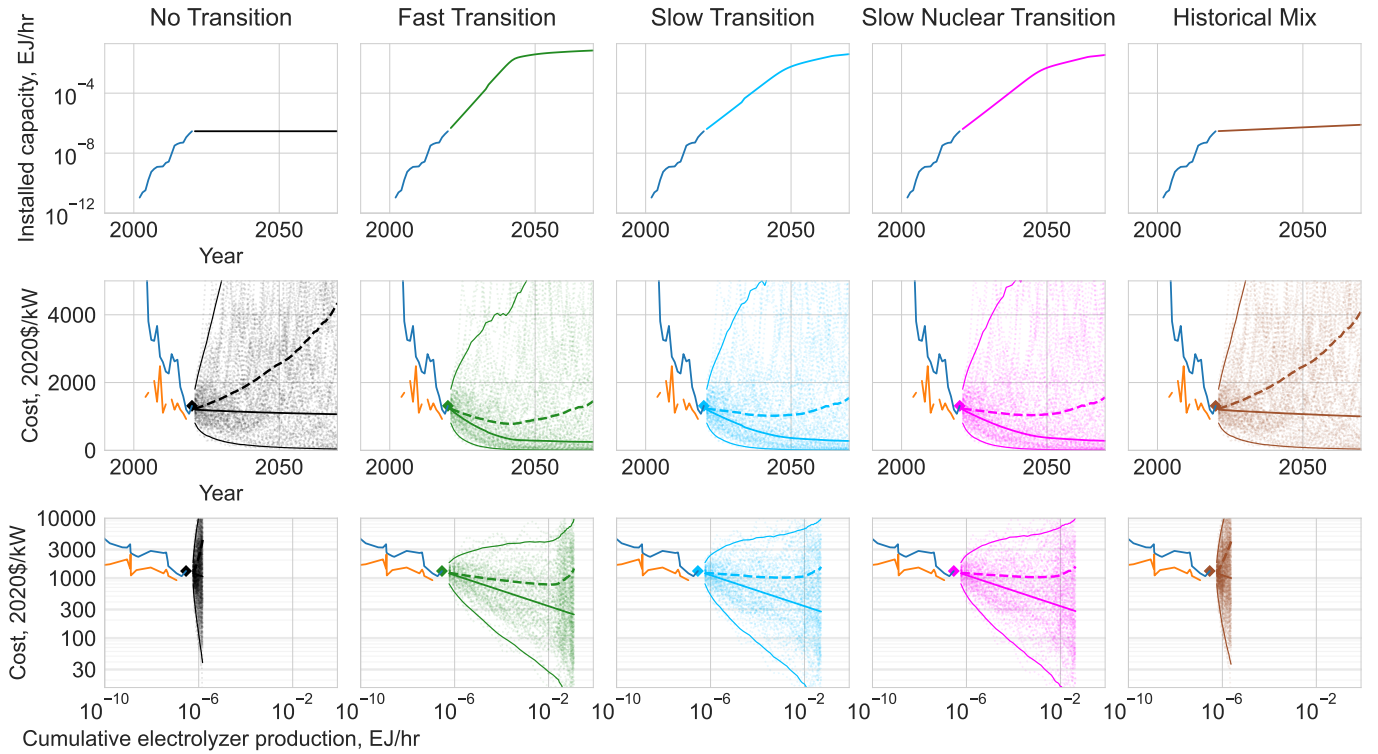 No Transition
Fast Transition
Slow Transition
Slow Nuclear Transition
Historical Mix
Installed capacity, EJ/hr
10−4
10−8
10−12
2000 2050
2000 2050
2000 2050
2000 2050
2000 2050
Year
Cost, 2020$/kW
4000
2000
0
2000 2050
2000 2050
2000 2050
2000 2050
2000 2050
Year
Cost, 2020$/kW
10000
3000
1000
300
100
30
10−10 10−6 10−2
10−10 10−6 10−2
10−10 10−6 10−2
10−10 10−6 10−2
10−10 10−6 10−2
Cumulative electrolyzer production, EJ/hr